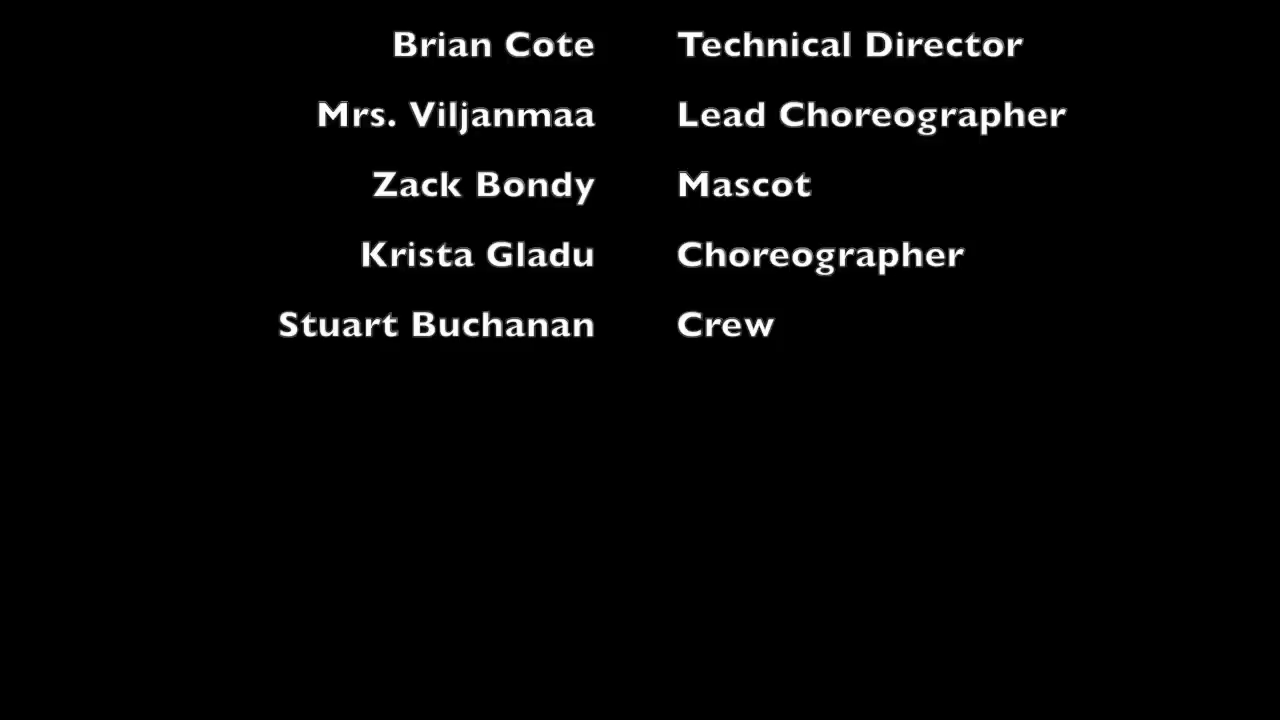 Brian Cote Technical Director
Mrs. Viljanmaa Lead Choreographer
Zack Bondy Mascot
Krista Gladu Choreographer
Stuart Buchanan Crew